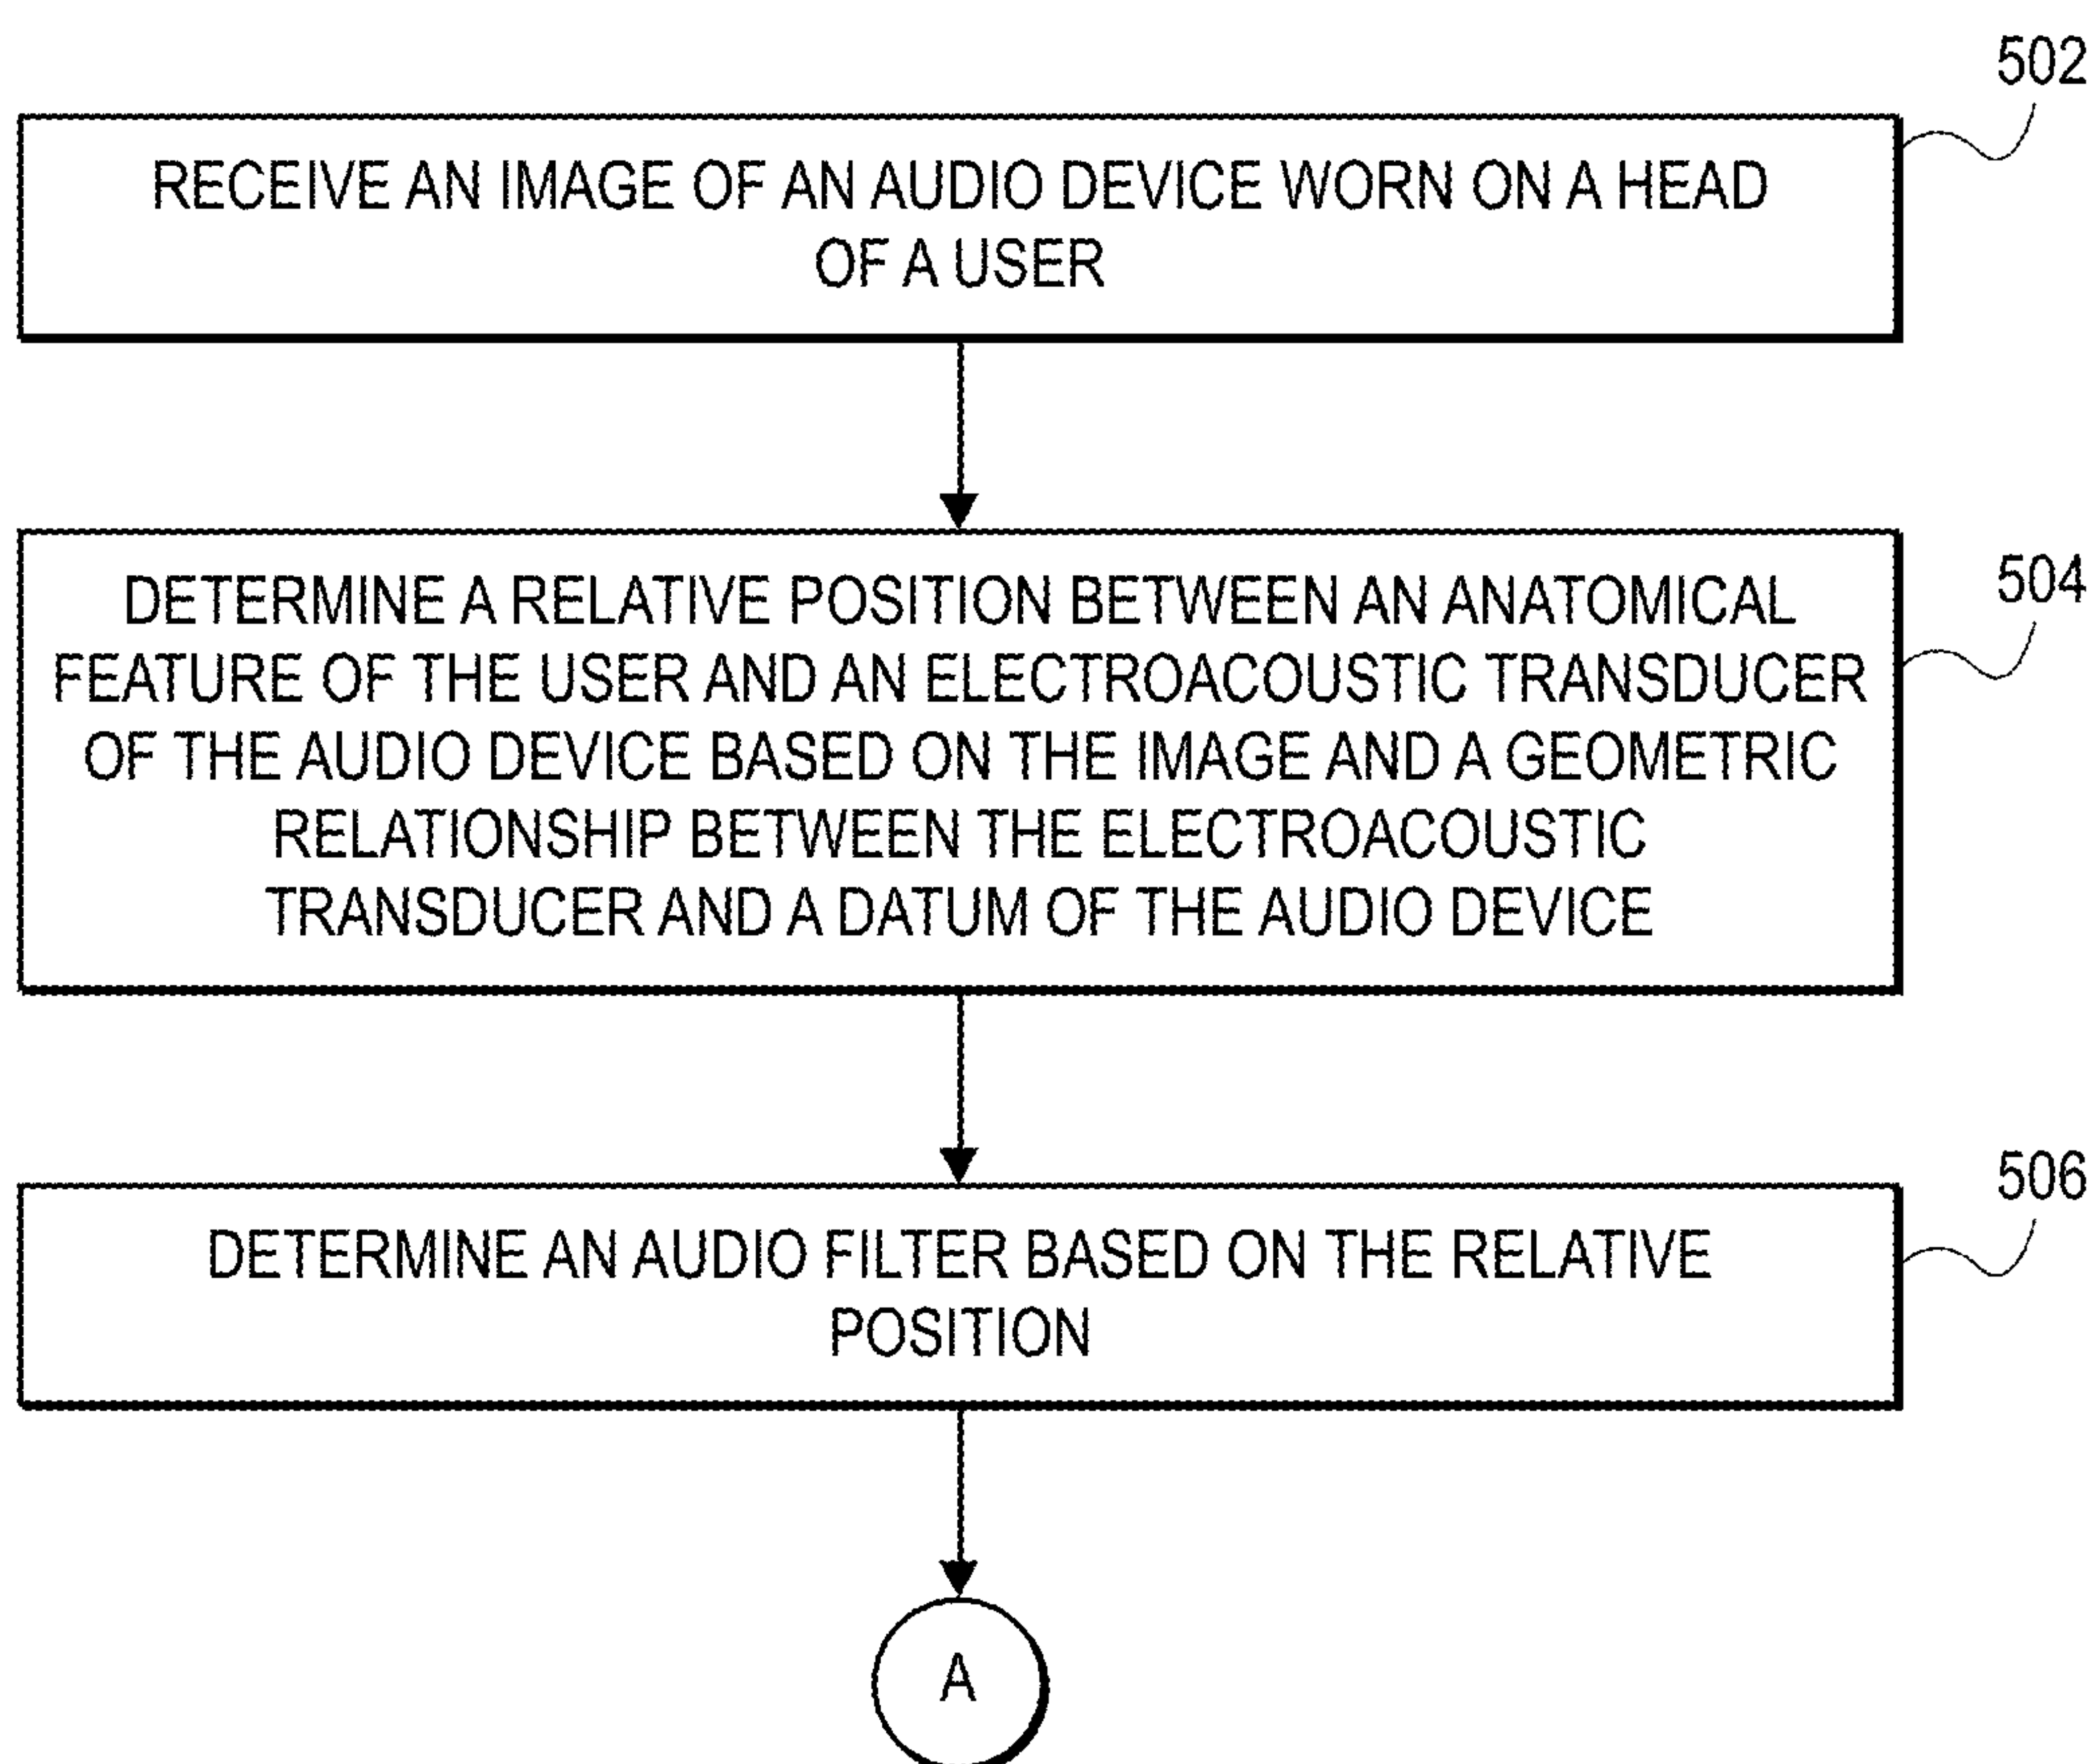 502
RECEIVE AN IMAGE OF AN AUDIO DEVICE WORN ON A HEAD
OF A USER
504
DETERMINE A RELATIVE POSITION BETWEEN AN ANATOMICAL
FEATURE OF THE USER AND AN ELECTROACOUSTIC TRANSDUCER
OF THE AUDIO DEVICE BASED ON THE IMAGE AND A GEOMETRIC
RELATIONSHIP BETWEEN THE ELECTROACOUSTIC
TRANSDUCER AND A DATUM OF THE AUDIO DEVICE
506
DETERMINE AN AUDIO FILTER BASED ON THE RELATIVE
POSITION
A